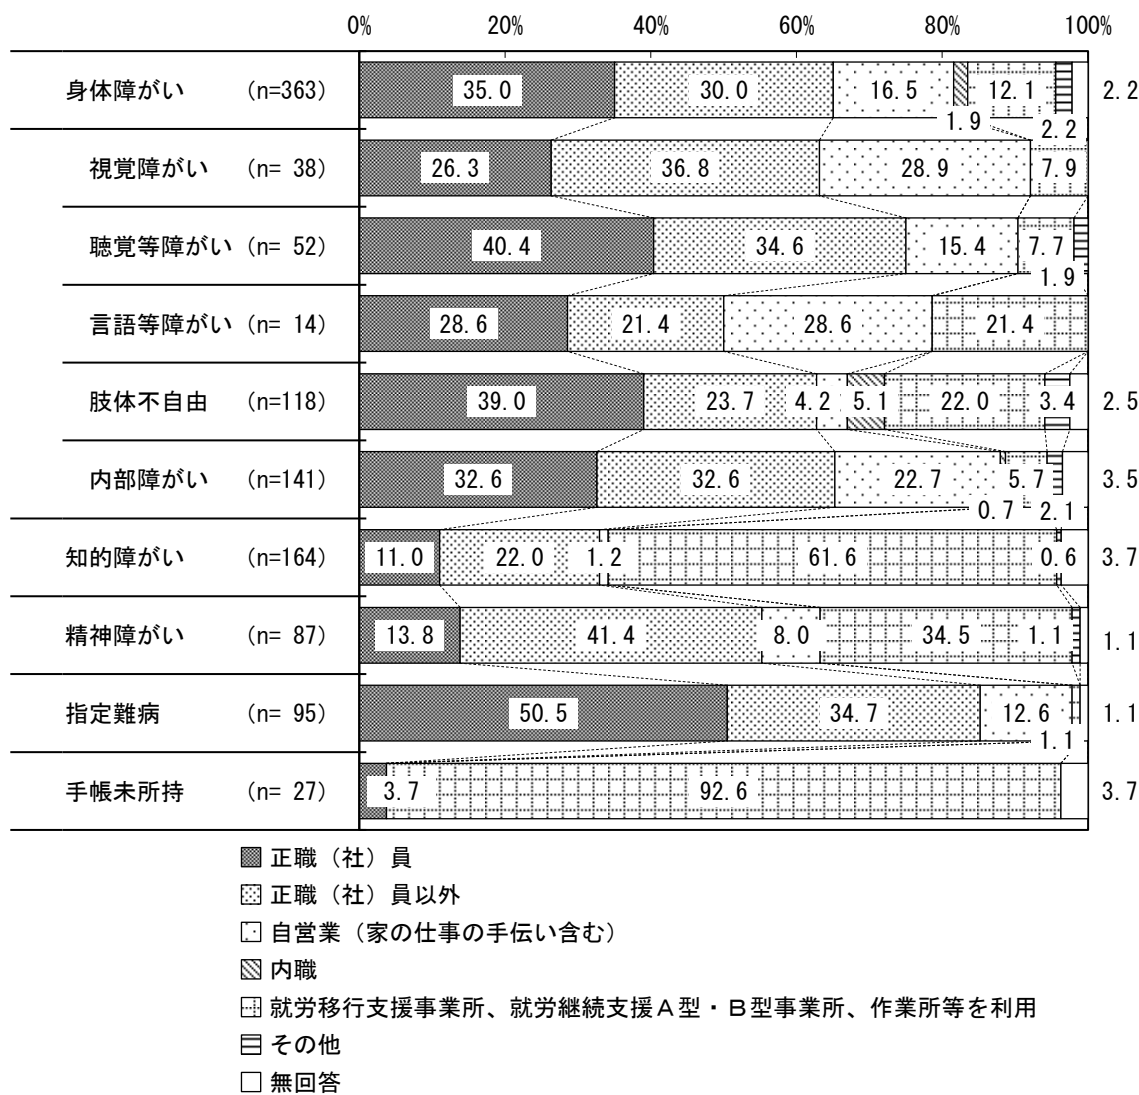 0% 20% 40% 60% 80% 100%
身体障がい (n=363) 35.0 30.0 16.5 1.9 12.1 2.2 2.2
視覚障がい (n= 38) 26.3 36.8 28.9 7.9
聴覚等障がい (n= 52) 40.4 34.6 15.4 7.7 1.9
言語等障がい (n= 14) 28.6 21.4 28.6 21.4
肢体不自由 (n=118) 39.0 23.7 4.2 5.1 22.0 3.4 2.5
内部障がい (n=141) 32.6 32.6 22.7 0.7 5.7 2.1 3.5
知的障がい (n=164) 11.0 22.0 1.2 61.6 0.6 3.7
精神障がい (n= 87) 13.8 41.4 8.0 34.5 1.1 1.1
指定難病 (n= 95) 50.5 34.7 12.6 1.1 1.1
手帳未所持 (n= 27) 3.7 92.6 3.7
正職（社）員
正職（社）員以外
自営業（家の仕事の手伝い含む）
内職
就労移行支援事業所、就労継続支援Ａ型・Ｂ型事業所、作業所等を利用
その他
無回答